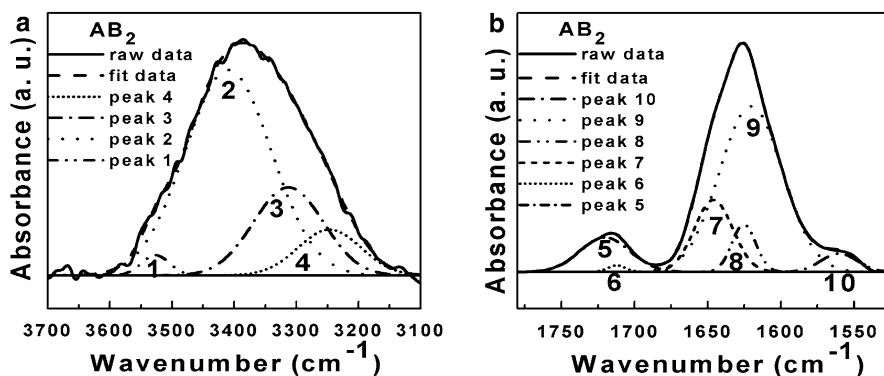 a
AB2
raw data
fit data
peak 4
peak 3
peak 2
peak 1
2
3
4
1
Absorbance (a. u.)
3700 3600 3500 3400 3300 3200 3100
Wavenumber (cm-1)
b
AB2
raw data
fit data
peak 10
peak 9
peak 8
peak 7
peak 6
peak 5
9
7
5
8
6
10
Absorbance (a. u.)
1750 1700 1650 1600 1550
Wavenumber (cm-1)